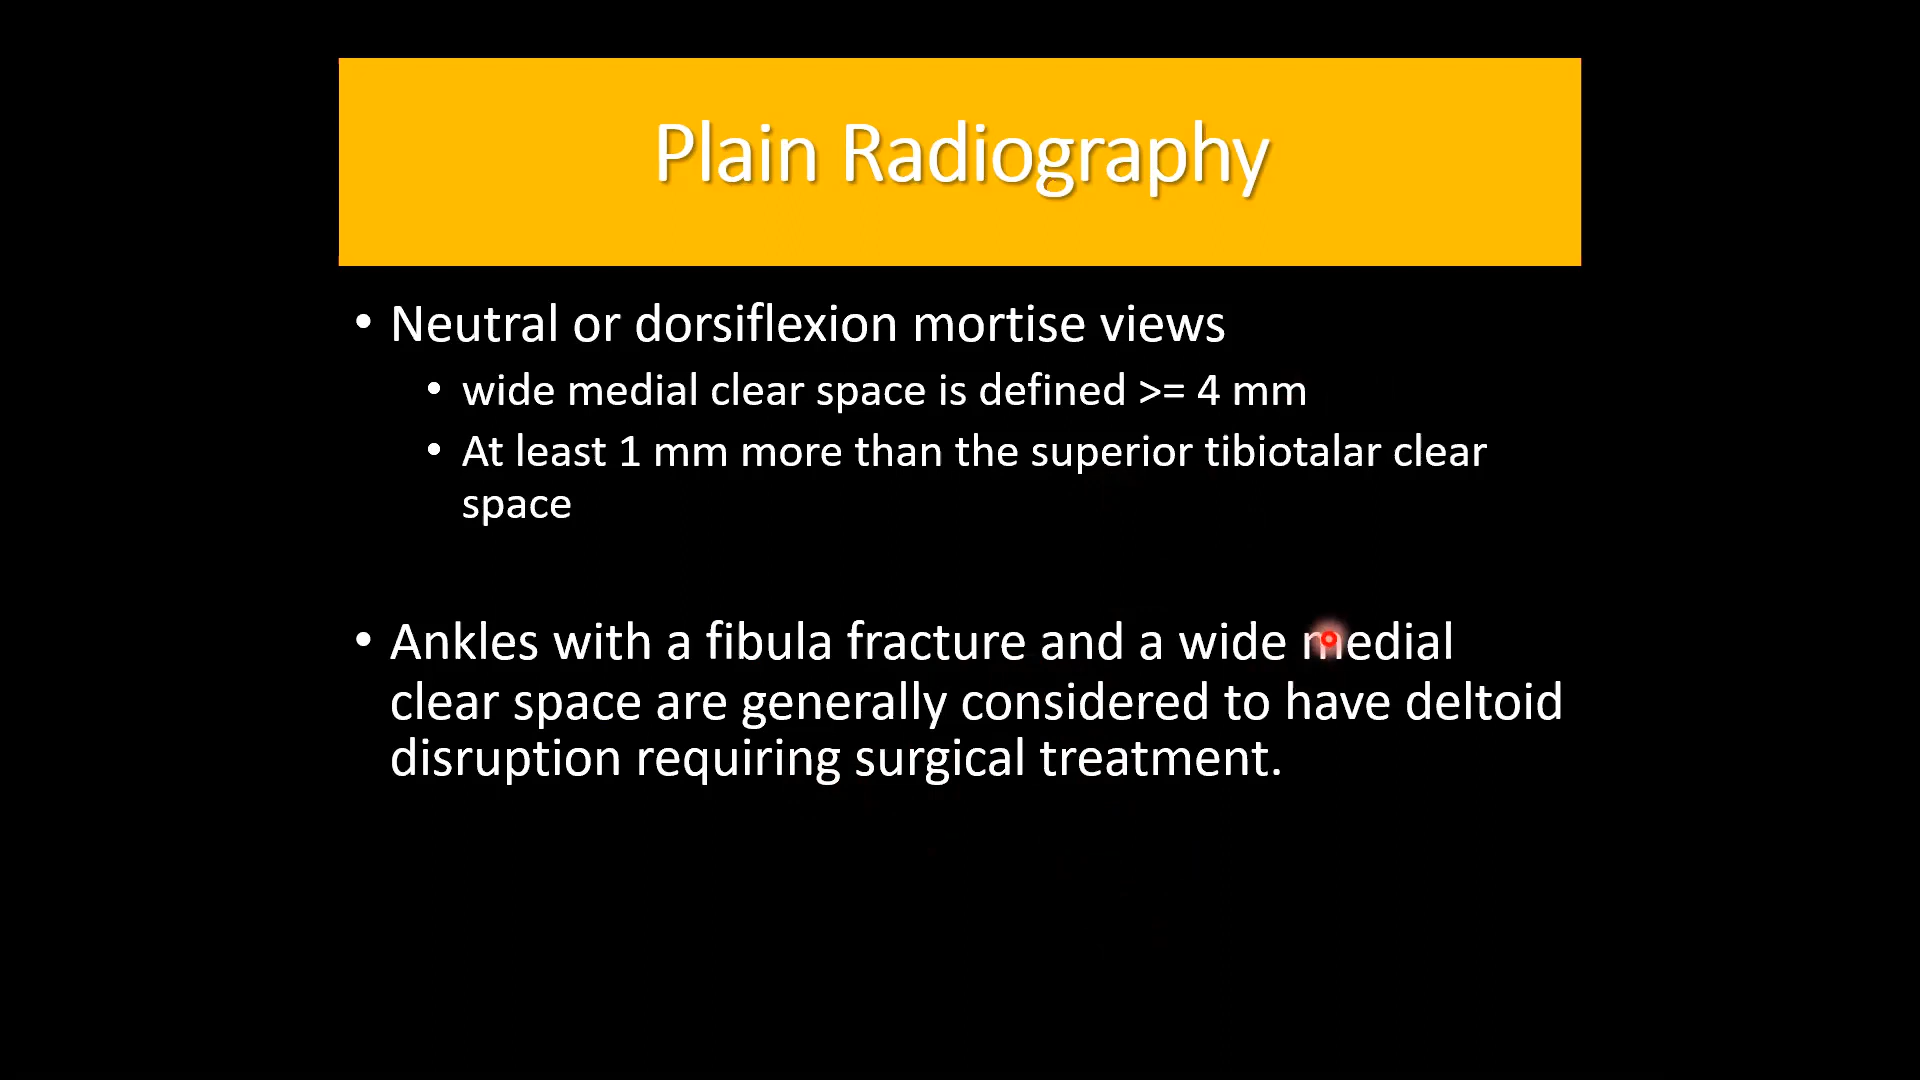 Plain Radiography
• Neutral or dorsiflexion mortise views
• wide medial clear space is defined >= 4 mm
• At least 1 mm more than the superior tibiotalar clear
space
• Ankles with a fibula fracture and a wide medial
clear space are generally considered to have deltoid
disruption requiring surgical treatment.